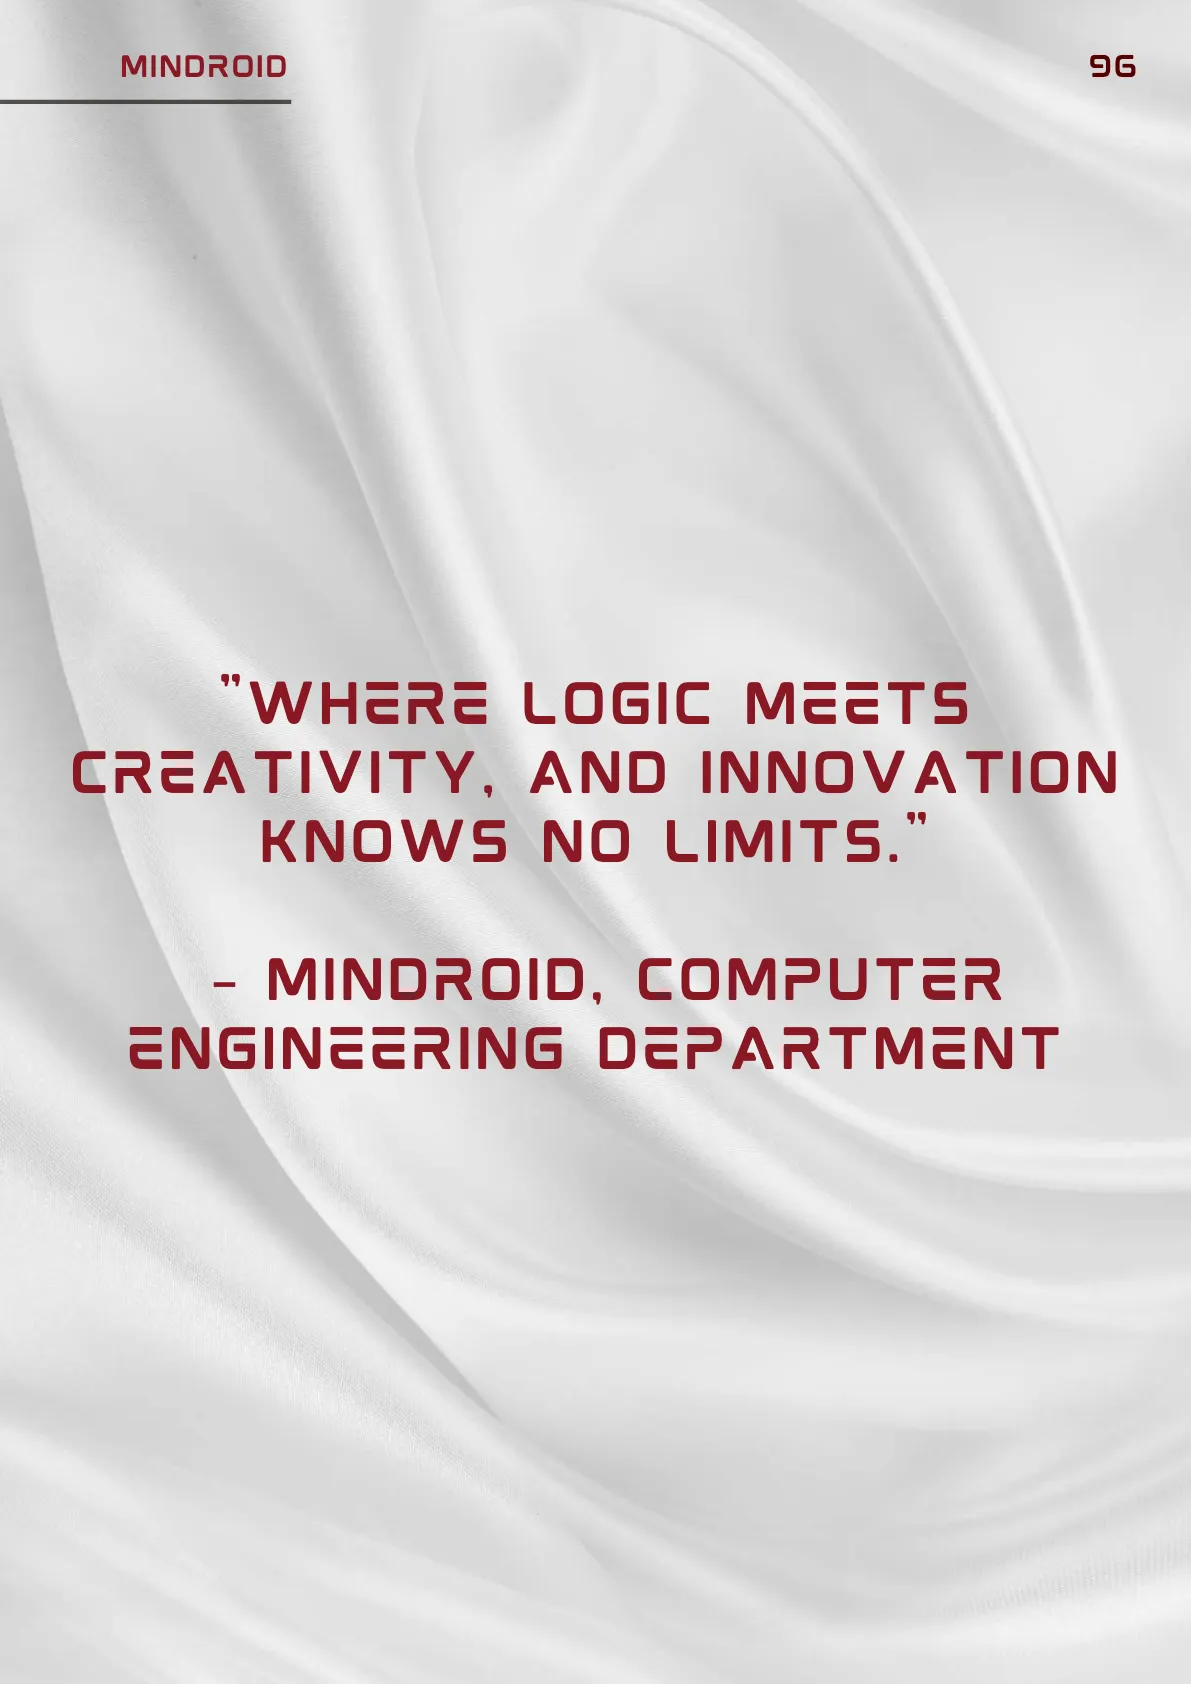 MINDROID
96
"WHERE LOGIC MEETS
CREATIVITY, AND INNOVATION
KNOWS NO LIMITS."
- MINDROID, COMPUTER
ENGINEERING DEPARTMENT